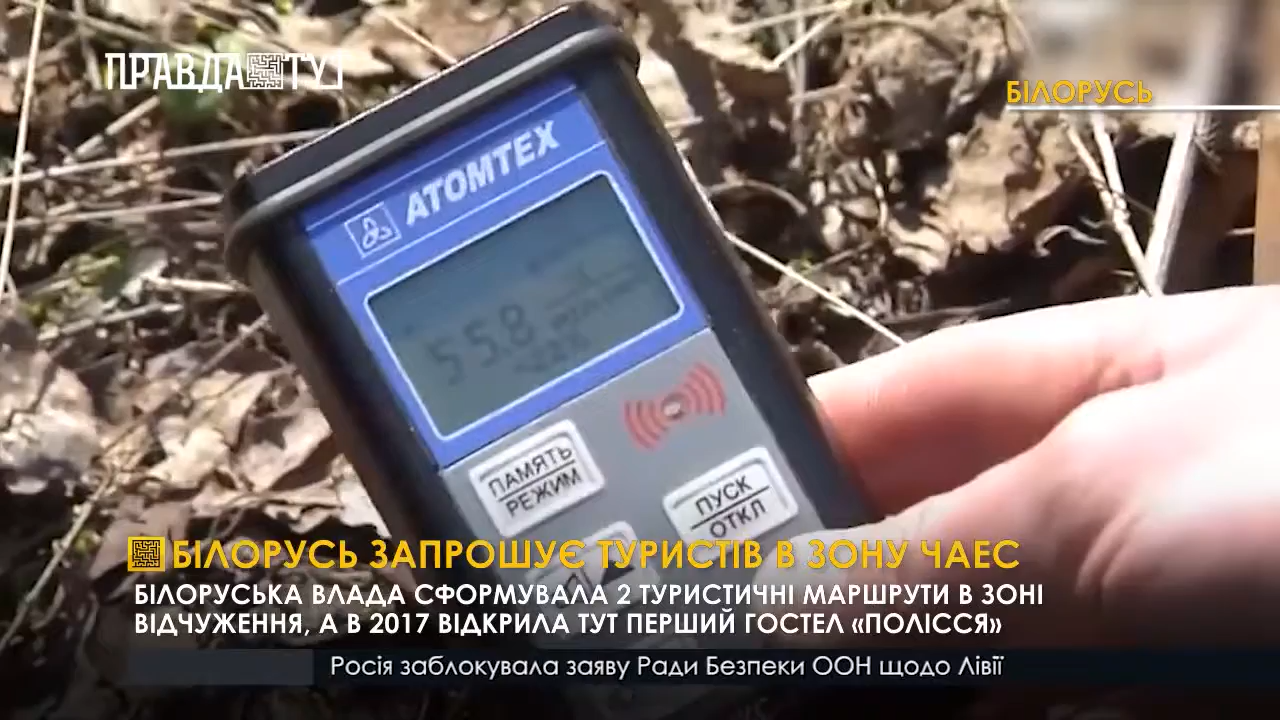 ПРАВДА ТУТ
БІЛОРУСЬ
ATOMTEX
55.8
ПАМЯТЬ
РЕЖИМ
ПУСК
ОТКЛ
БІЛОРУСЬ ЗАПРОШУЄ ТУРИСТІВ В ЗОНУ ЧАЕС
БІЛОРУСЬКА ВЛАДА СФОРМУВАЛА 2 ТУРИСТИЧНІ МАРШРУТИ В ЗОНІ
ВІДЧУЖЕННЯ, А В 2017 ВІДКРИЛА ТУТ ПЕРШИЙ ГОСТЕЛ «ПОЛІССЯ»
Росія заблокувала заяву Ради Безпеки ООН щодо Лівії